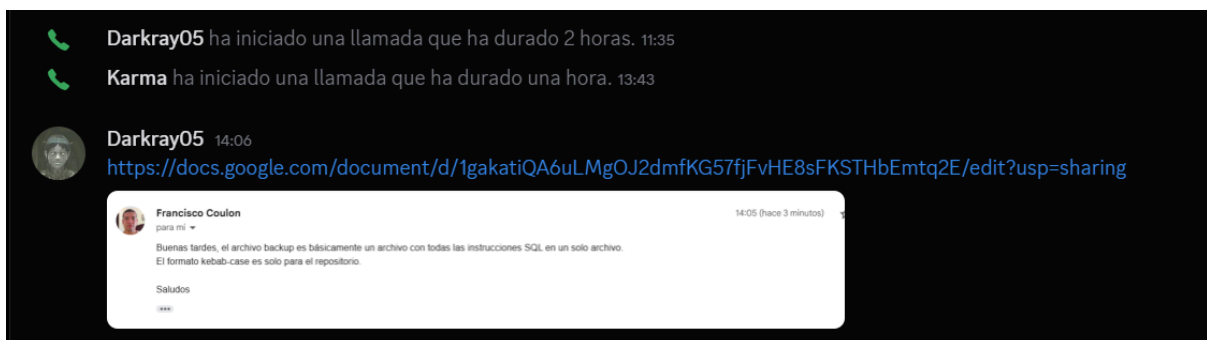 Darkray05 ha iniciado una llamada que ha durado 2 horas. 11:35
Karma ha iniciado una llamada que ha durado una hora. 13:43
Darkray05 14:06
https://docs.google.com/document/d/1gakatiQA6uLMgOJ2dmfKG57fjFvHE8sFKSTHbEmtq2E/edit?usp=sharing
Francisco Coulon 14:05 (hace 3 minutos)
para mí
Buenas tardes, el archivo backup es básicamente un archivo con todas las instrucciones SQL en un solo archivo.
El formato kebab-case es solo para el repositorio.
Saludos